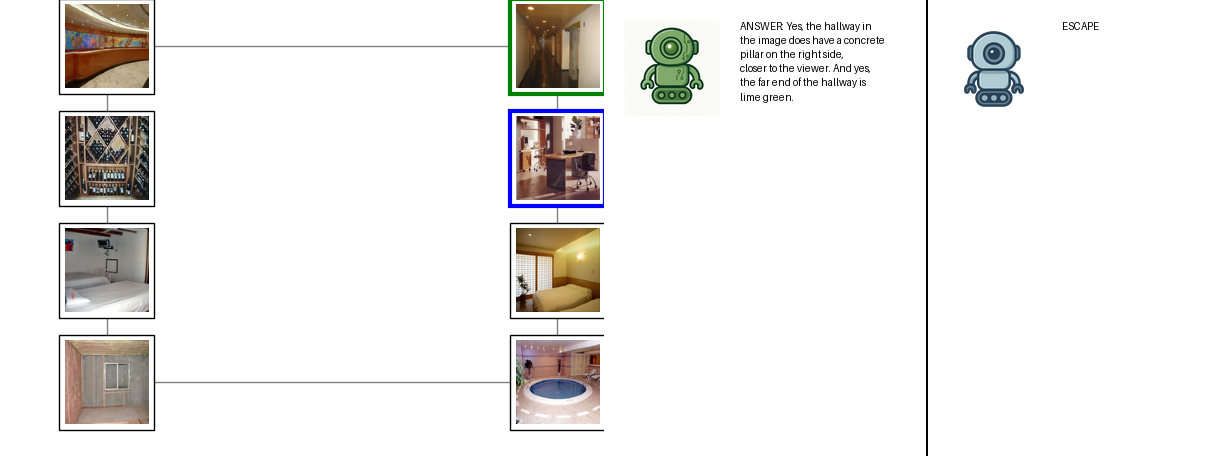 ANSWER: Yes, the hallway in
the image does have a concrete
pillar on the right side,
closer to the viewer. And yes,
the far end of the hallway is
lime green.
ESCAPE